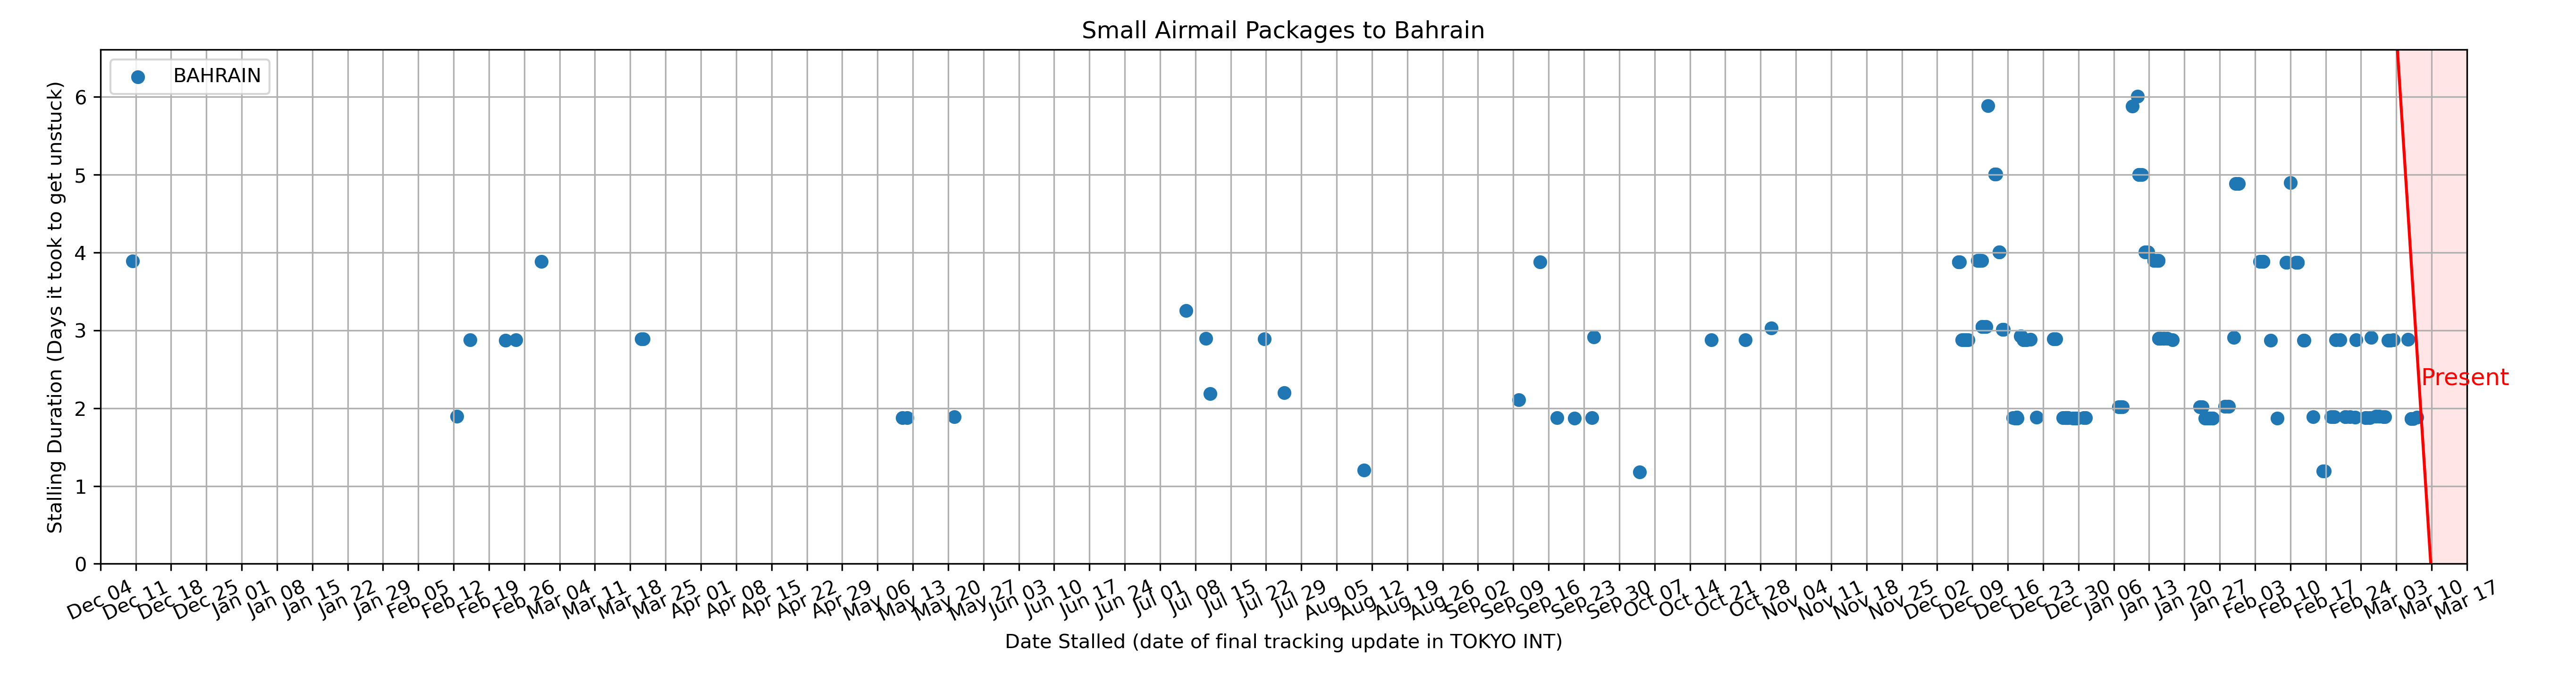 Small Airmail Packages to Bahrain
BAHRAIN
Stalling Duration (Days it took to get unstuck)
6
5
4
3
2
1
0
Present
Dec 04 Dec 11 Dec 18 Dec 25 Jan 01 Jan 08 Jan 15 Jan 22 Jan 29 Feb 05 Feb 12 Feb 19 Feb 26 Mar 04 Mar 11 Mar 18 Mar 25 Apr 01 Apr 08 Apr 15 Apr 22 Apr 29 May 06 May 13 May 20 May 27 Jun 03 Jun 10 Jun 17 Jun 24 Jul 01 Jul 08 Jul 15 Jul 22 Jul 29 Aug 05 Aug 12 Aug 19 Aug 26 Sep 02 Sep 09 Sep 16 Sep 23 Sep 30 Oct 07 Oct 14 Oct 21 Oct 28 Nov 04 Nov 11 Nov 18 Nov 25 Dec 02 Dec 09 Dec 16 Dec 23 Dec 30 Jan 06 Jan 13 Jan 20 Jan 27 Feb 03 Feb 10 Feb 17 Feb 24 Mar 03 Mar 10 Mar 17
Date Stalled (date of final tracking update in TOKYO INT)